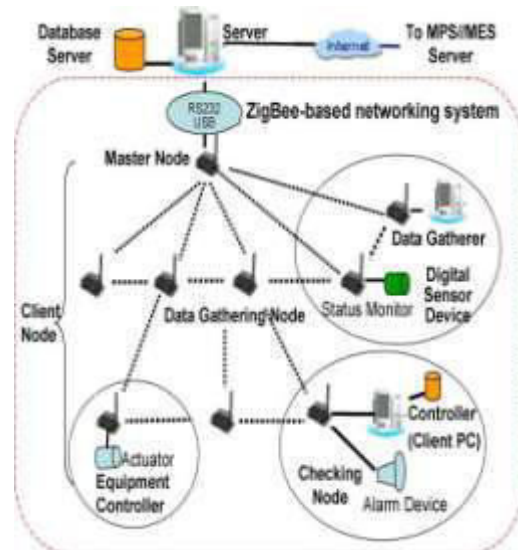 Database
Server
Server
Internet
To MPS//MES
Server
RS232
USB
ZigBee-based networking system
Master Node
Data Gatherer
Client
Node
Data Gathering Node
Status Monitor
Digital
Sensor
Device
Actuator
Equipment
Controller
Controller
(Client PC)
Checking
Node
Alarm Device